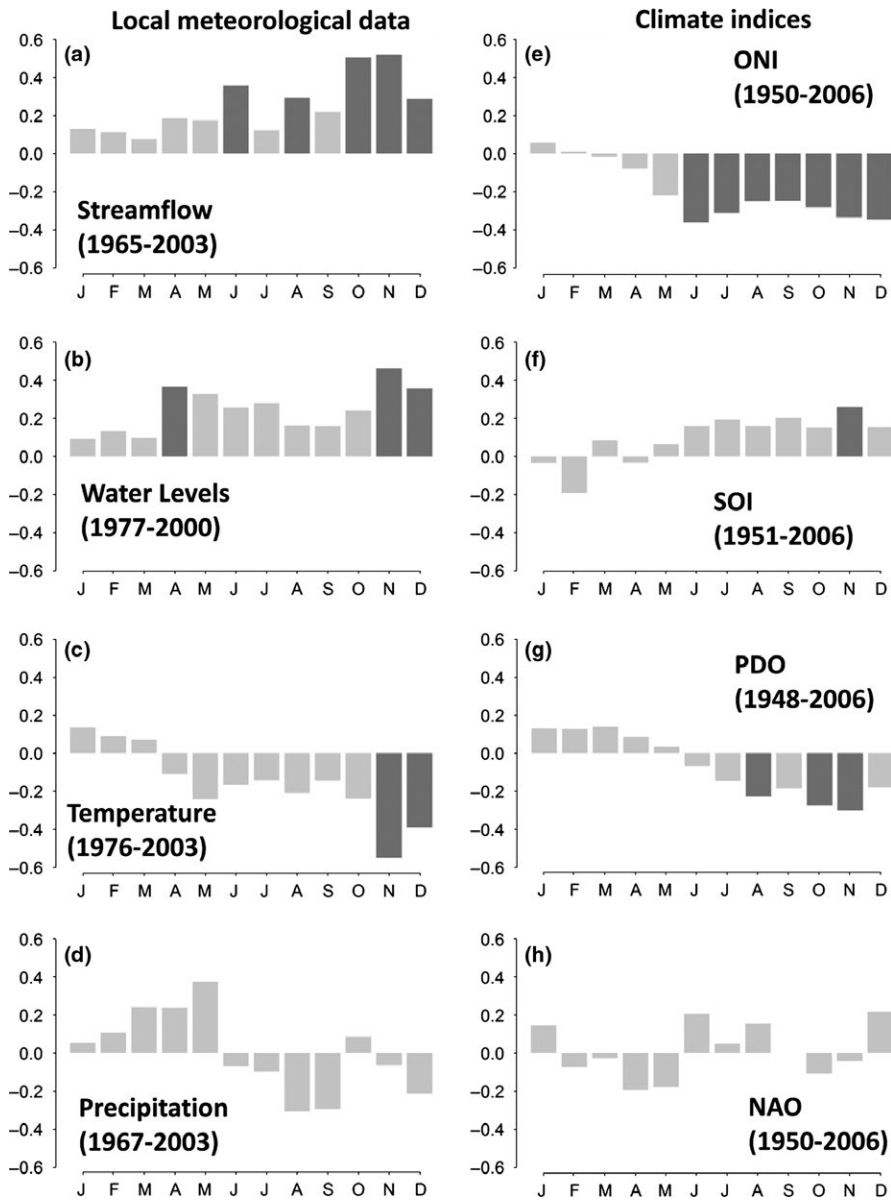 Local meteorological data
Climate indices
(a)
0.6
0.4
0.2
0.0
–0.2
–0.4
–0.6
Streamflow
(1965-2003)
J F M A M J J A S O N D
(e)
0.6
0.4
0.2
0.0
–0.2
–0.4
–0.6
ONI
(1950-2006)
J F M A M J J A S O N D
(b)
0.6
0.4
0.2
0.0
–0.2
–0.4
–0.6
Water Levels
(1977-2000)
J F M A M J J A S O N D
(f)
0.6
0.4
0.2
0.0
–0.2
–0.4
–0.6
SOI
(1951-2006)
J F M A M J J A S O N D
(c)
0.6
0.4
0.2
0.0
–0.2
–0.4
–0.6
Temperature
(1976-2003)
J F M A M J J A S O N D
(g)
0.6
0.4
0.2
0.0
–0.2
–0.4
–0.6
PDO
(1948-2006)
J F M A M J J A S O N D
(d)
0.6
0.4
0.2
0.0
–0.2
–0.4
–0.6
Precipitation
(1967-2003)
J F M A M J J A S O N D
(h)
0.6
0.4
0.2
0.0
–0.2
–0.4
–0.6
NAO
(1950-2006)
J F M A M J J A S O N D